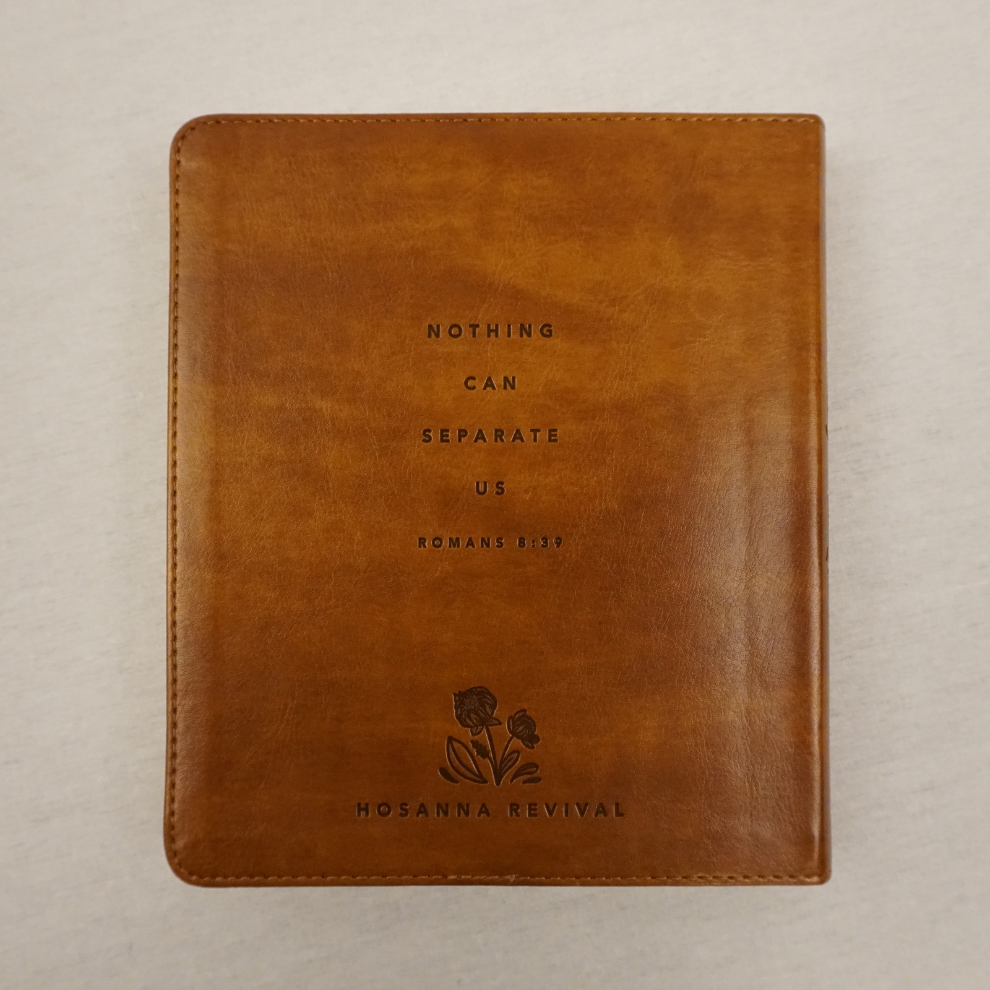 NOTHING
CAN
SEPARATE
US
ROMANS 8:39
HOSANNA REVIVAL